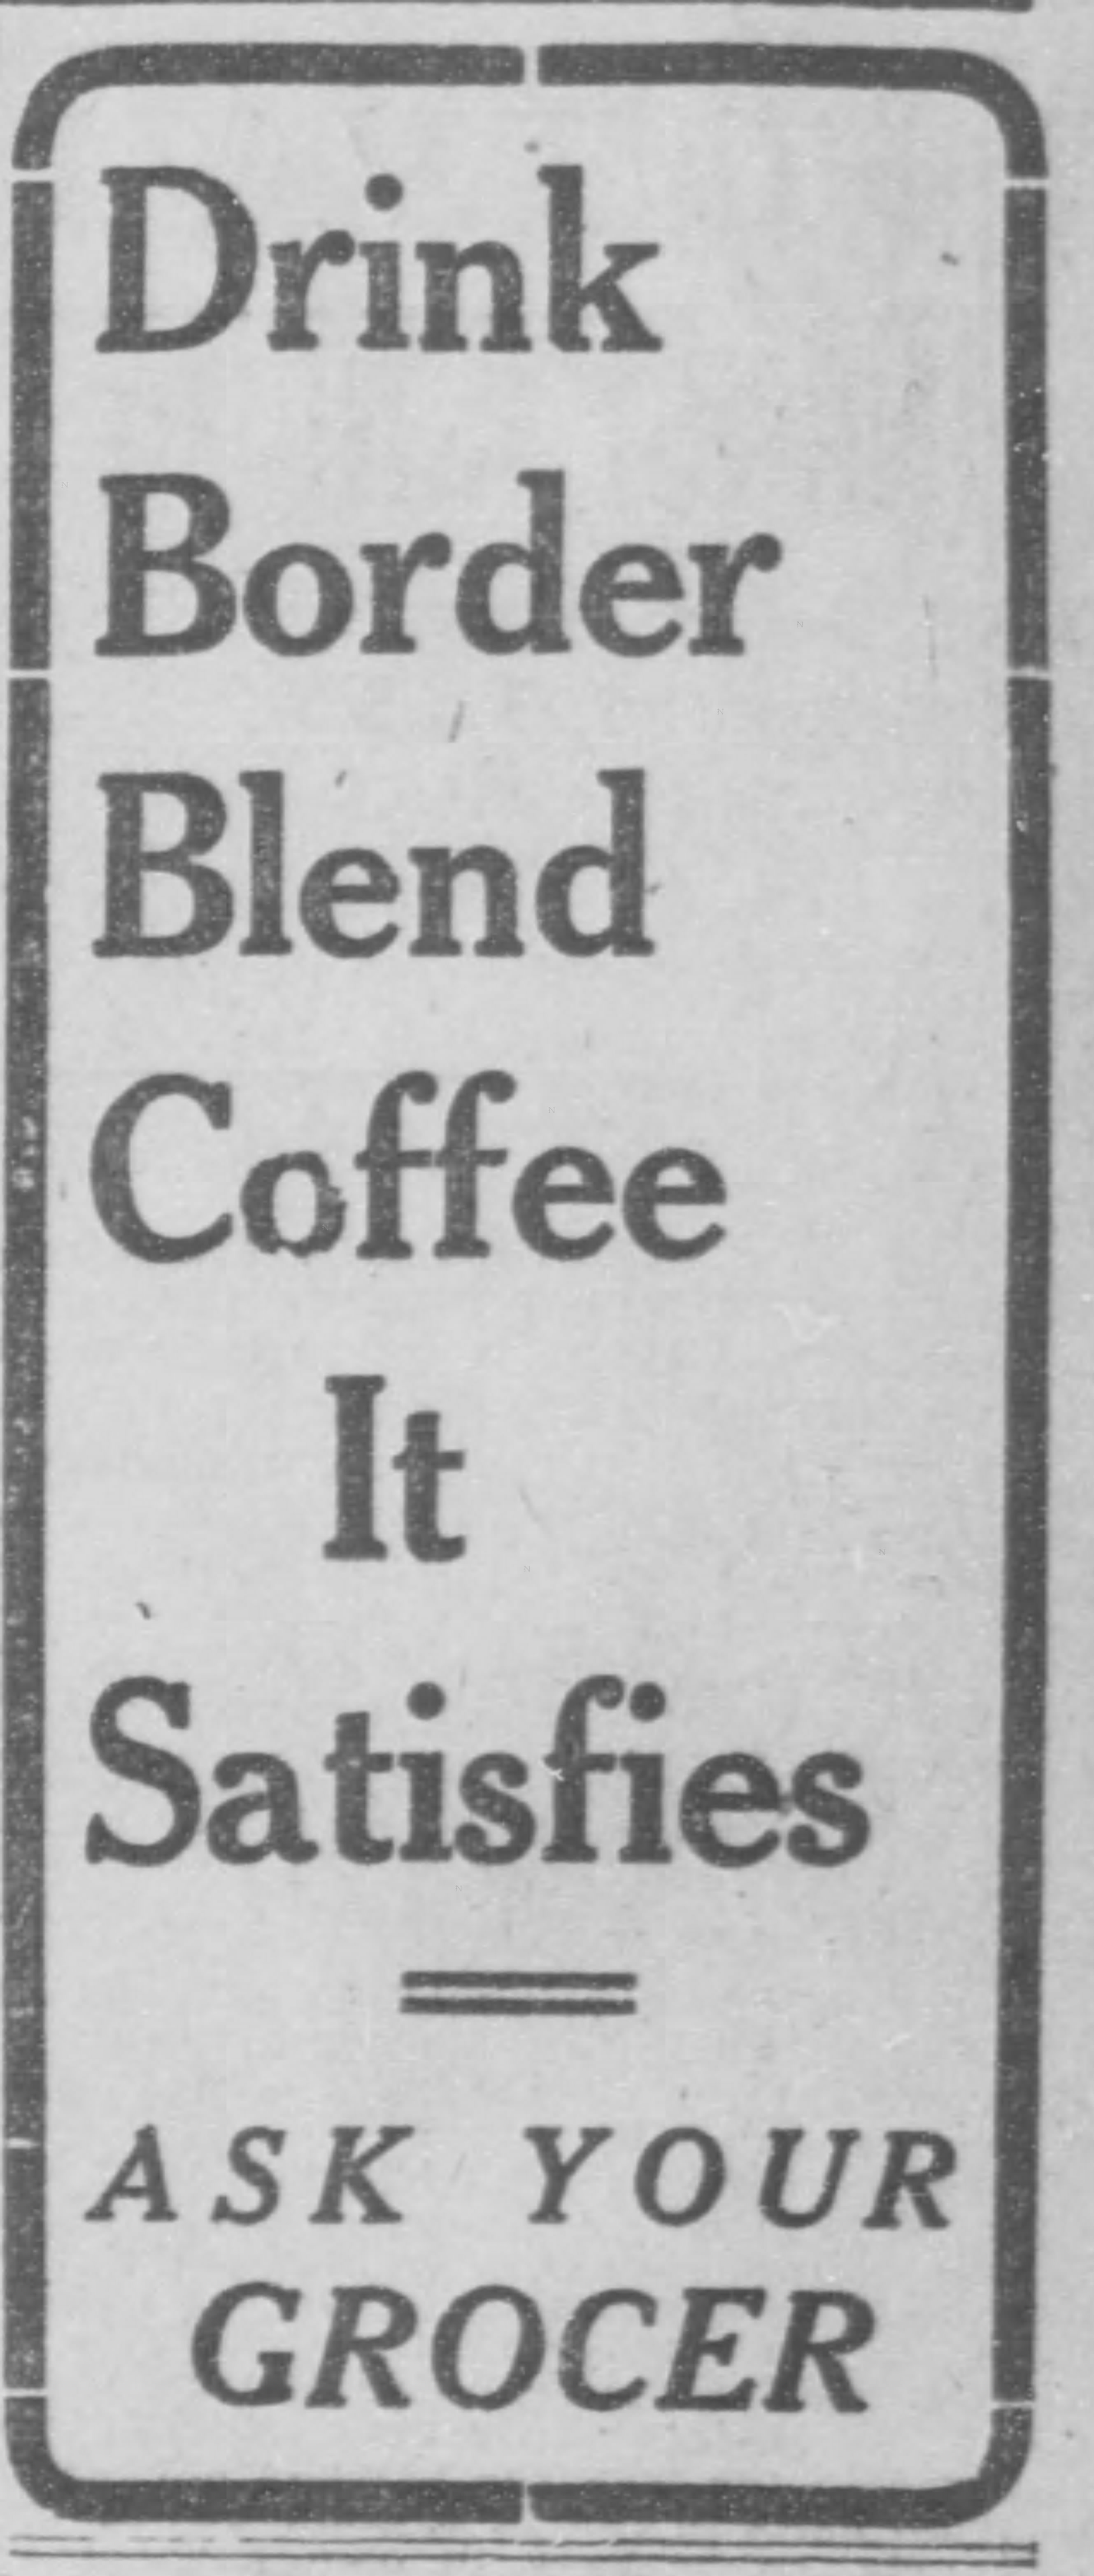 Drink
Border
Blend
Coffee
It
Satisfies
ASK YOUR
GROCER